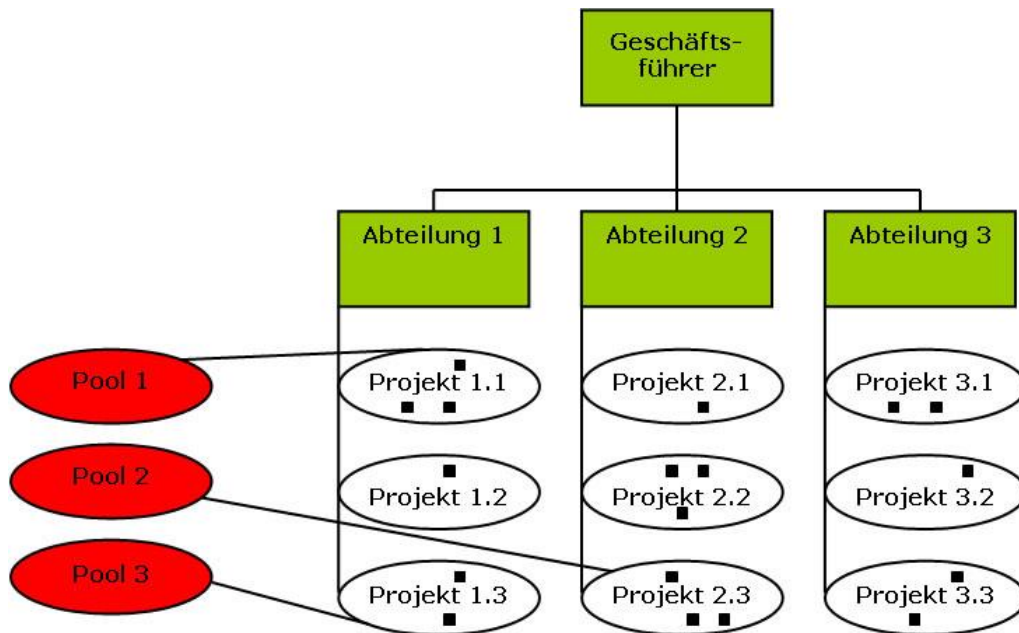 Geschäfts-
führer
Abteilung 1
Abteilung 2
Abteilung 3
Pool 1
Projekt 1.1
Projekt 2.1
Projekt 3.1
Pool 2
Projekt 1.2
Projekt 2.2
Projekt 3.2
Pool 3
Projekt 1.3
Projekt 2.3
Projekt 3.3